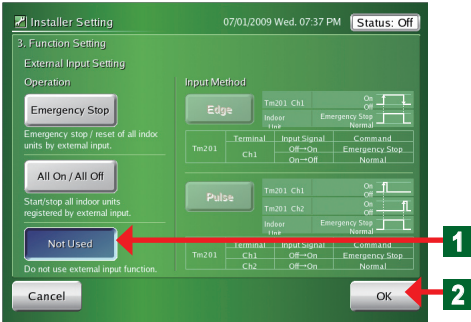 Installer Setting
07/01/2009 Wed. 07:37 PM
Status: Off
3. Function Setting
External Input Setting
Operation
Emergency Stop
Emergency stop / reset of all indox
units by external input.
All On / All Off
Start/stop all indoor units
registered by external input.
Not Used
Do not use external input function.
Input Method
Edge
Tm201 Ch1 On
Off
Indoor Emergency Stop
Unit Normal
Terminal Input Signal Command
Tm201 Ch1 Off→On Emergency Stop
On→Off Normal
Pulse
Tm201 Ch1 On
Off
Tm201 Ch2 On
Off
Indoor Emergency Stop
Unit Normal
Terminal Input Signal Command
Tm201 Ch1 Off→On Emergency Stop
Ch2 Off→On Normal
1
Cancel
OK
2